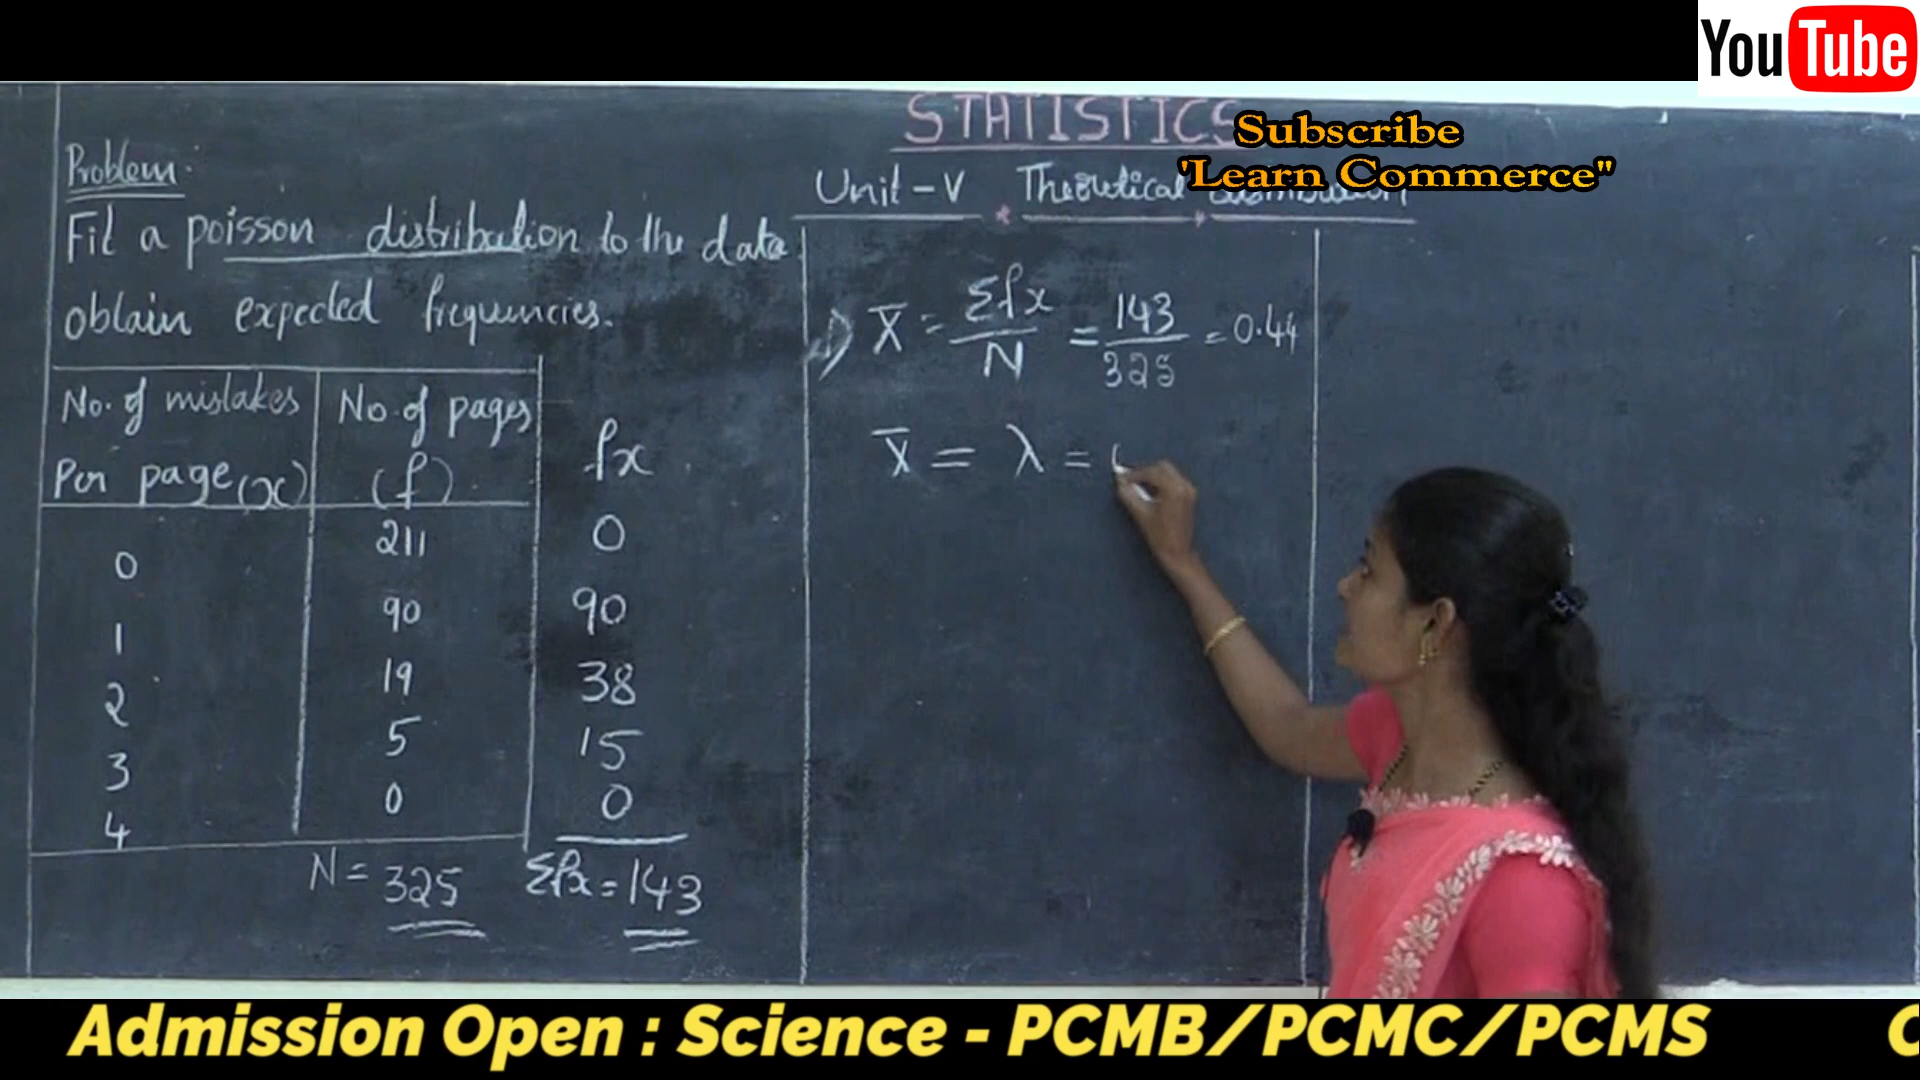 YouTube
STATISTICS
Subscribe
'Learn Commerce"
Unit - V Theoretical
Problem:
Fit a poisson distribution to the data.
obtain expected frequencies.
No. of mistakes Per page (x) No. of pages (f) fx
0 211 0
1 90 90
2 19 38
3 5 15
4 0 0
N = 325 Σfx = 143
1) X̄ = Σfx / N = 143 / 325 = 0.44
X̄ = λ =
Admission Open : Science - PCMB/PCMC/PCMS